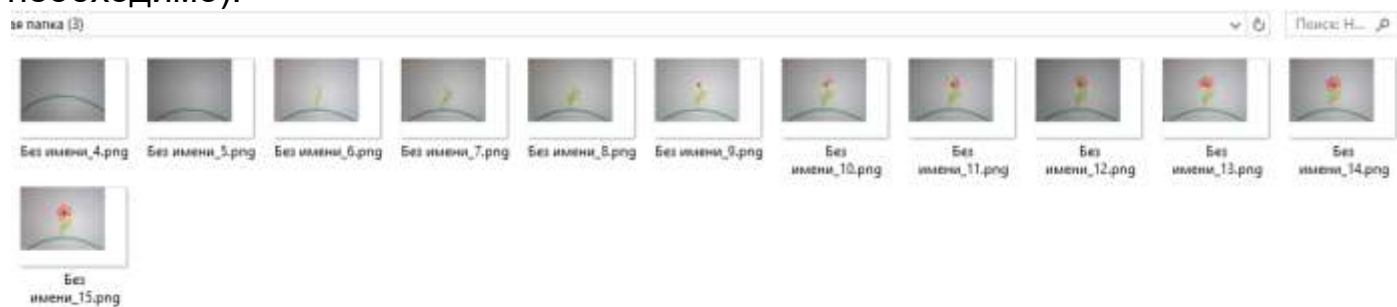 необходимо).
ая папка (3)
Поиск: Н...
Без имени_4.png
Без имени_5.png
Без имени_6.png
Без имени_7.png
Без имени_8.png
Без имени_9.png
Без
имени_10.png
Без
имени_11.png
Без
имени_12.png
Без
имени_13.png
Без
имени_14.png
Без
имени_15.png